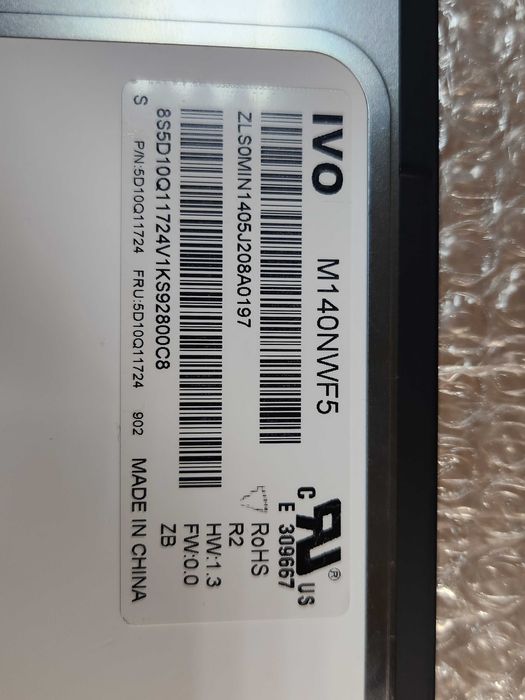 IVO M140NWF5
ZLS0MIN1405J208A0197
8S5D10Q11724V1KS92800C8
S P/N:5D10Q11724 FRU:5D10Q11724 902 MADE IN CHINA
C US ®
E 309667
RoHS
R2
HW:1.3
FW:0.0
ZB